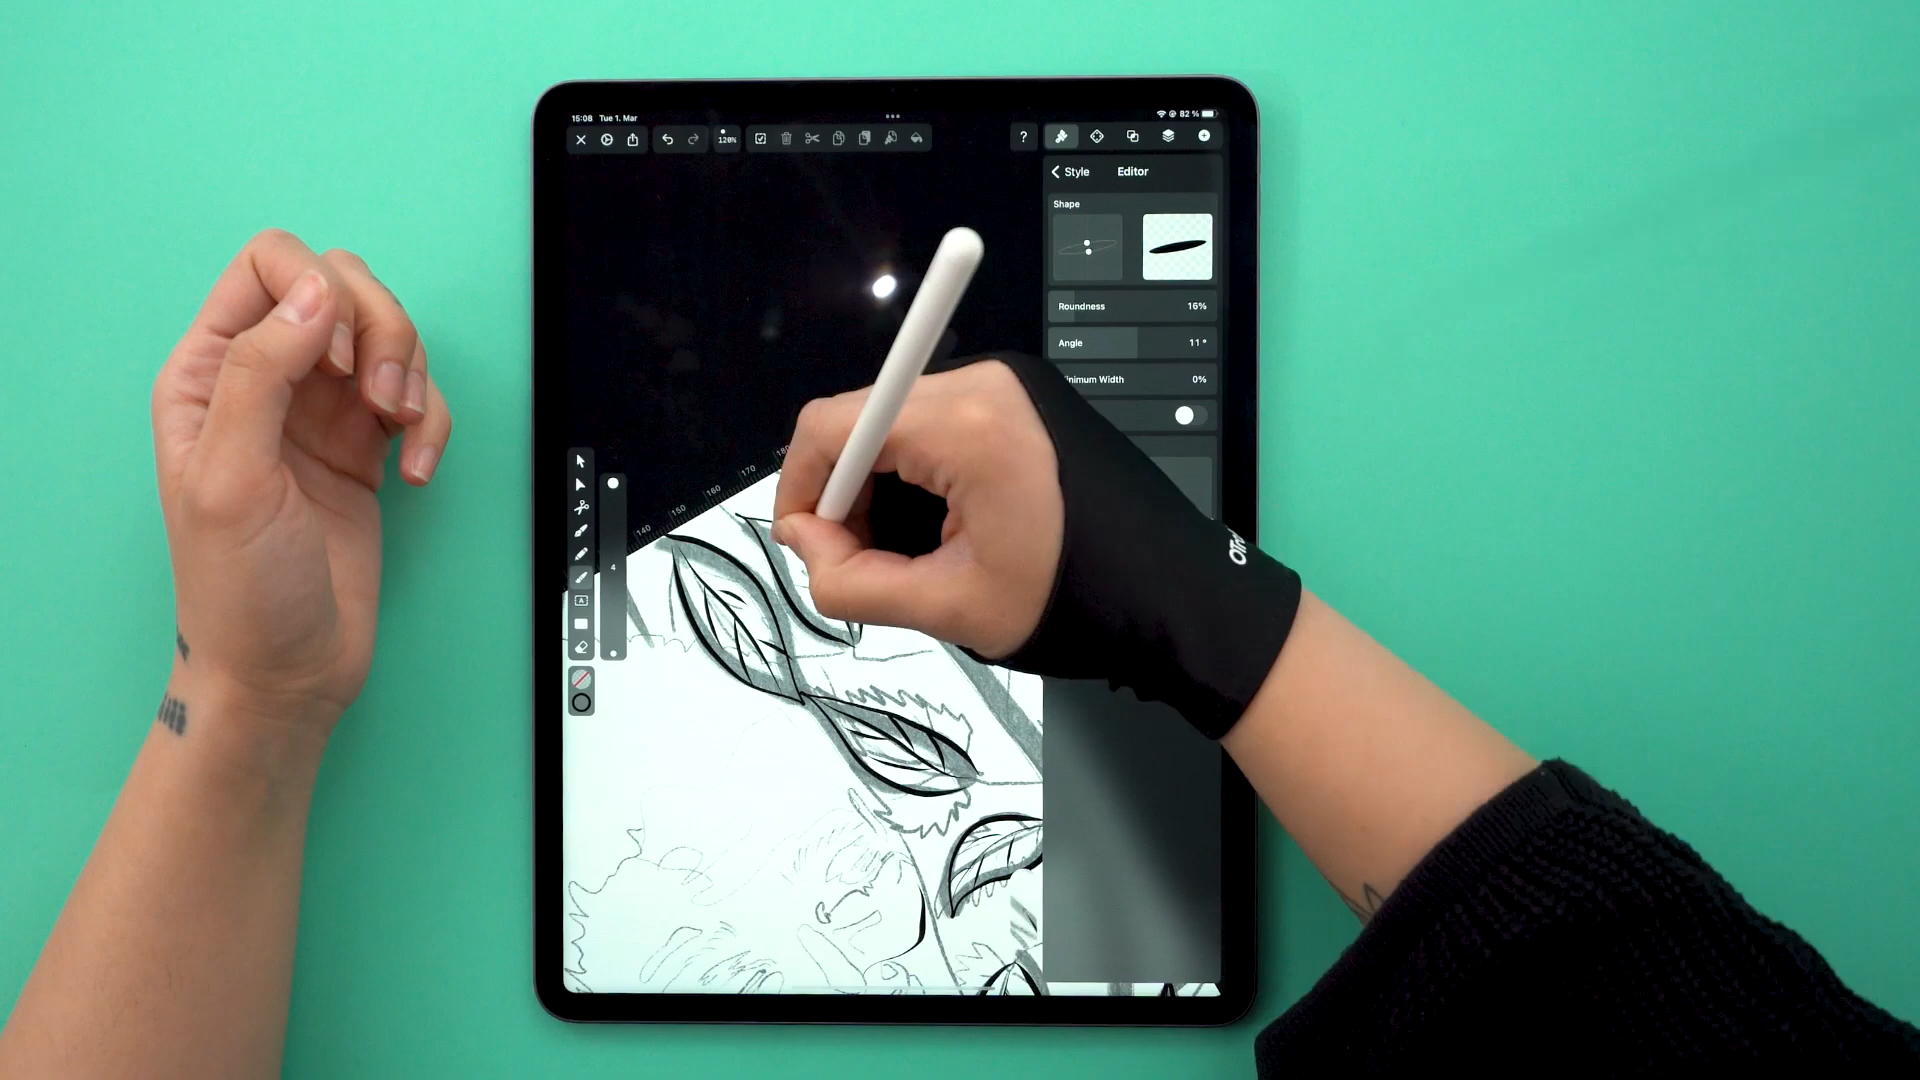 15:08 Tue 1. Mar
82 %
120%
?
Style Editor
Shape
Roundness 16%
Angle 11°
inimum Width 0%
180
170
160
150
140
4
A